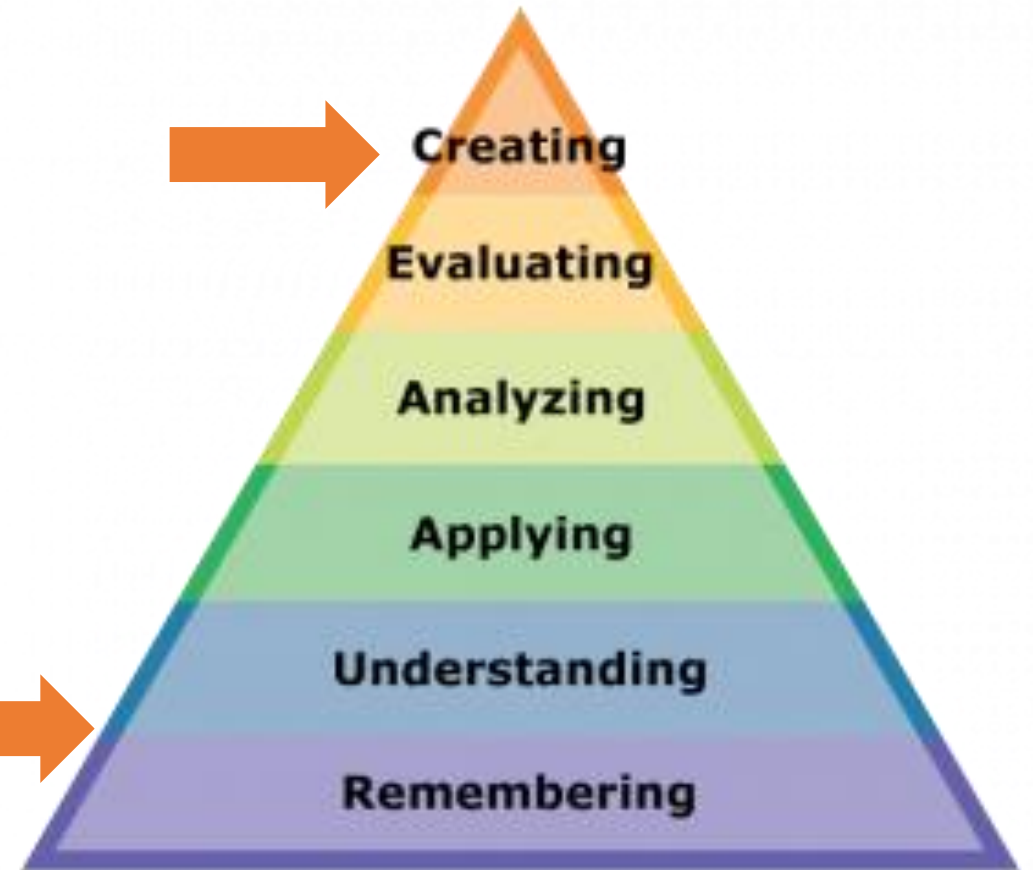 Creating
Evaluating
Analyzing
Applying
Understanding
Remembering